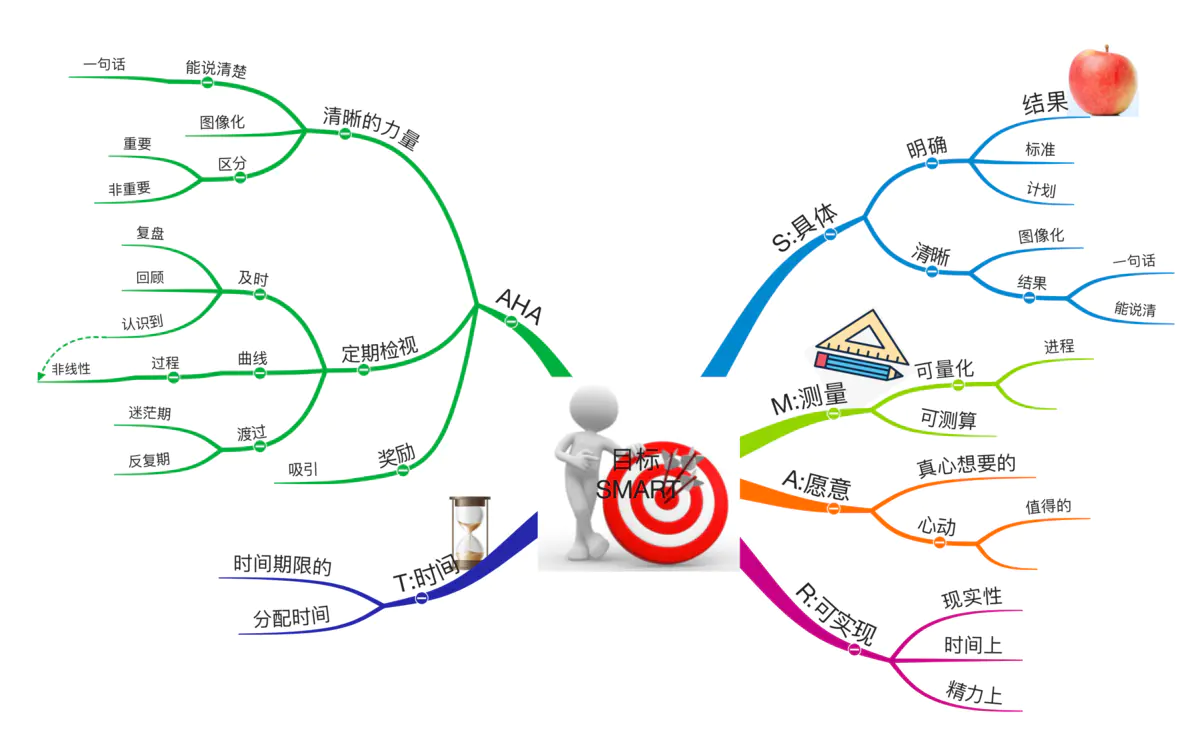 目标
SMART
S:具体
明确
结果
标准
计划
清晰
图像化
结果
一句话
能说清
M:测量
可量化
进程
可测算
A:愿意
真心想要的
心动
值得的
R:可实现
现实性
时间上
精力上
T:时间
时间期限的
分配时间
AHA
清晰的力量
能说清楚
一句话
图像化
区分
重要
非重要
定期检视
及时
复盘
回顾
认识到
曲线
过程
非线性
渡过
迷茫期
反复期
奖励
吸引